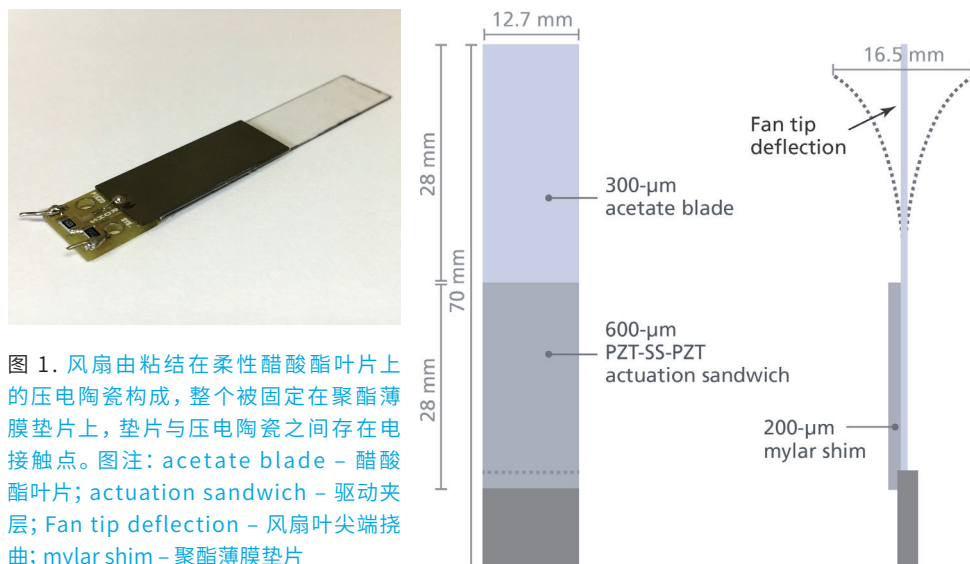 12.7 mm
16.5 mm
Fan tip
deflection
28 mm
300-µm
acetate blade
70 mm
600-µm
PZT-SS-PZT
actuation sandwich
28 mm
200-µm
mylar shim
图 1. 风扇由粘结在柔性醋酸酯叶片上
的压电陶瓷构成，整个被固定在聚酯薄
膜垫片上，垫片与压电陶瓷之间存在电
接触点。图注：acetate blade – 醋酸
酯叶片；actuation sandwich – 驱动夹
层；Fan tip deflection – 风扇叶尖端挠
曲；mylar shim – 聚酯薄膜垫片